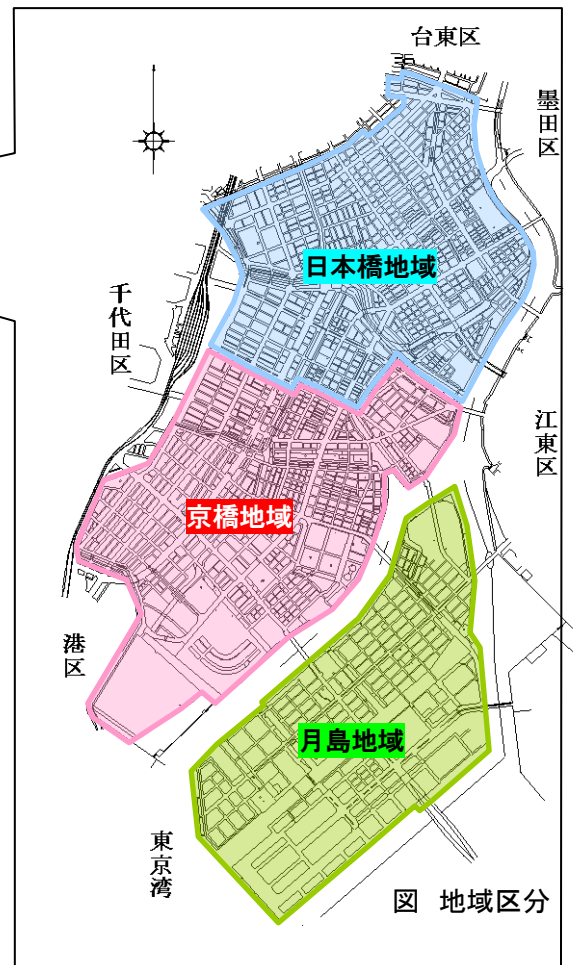 台東区
墨田区
日本橋地域
千代田区
江東区
京橋地域
港区
月島地域
東京湾
図 地域区分